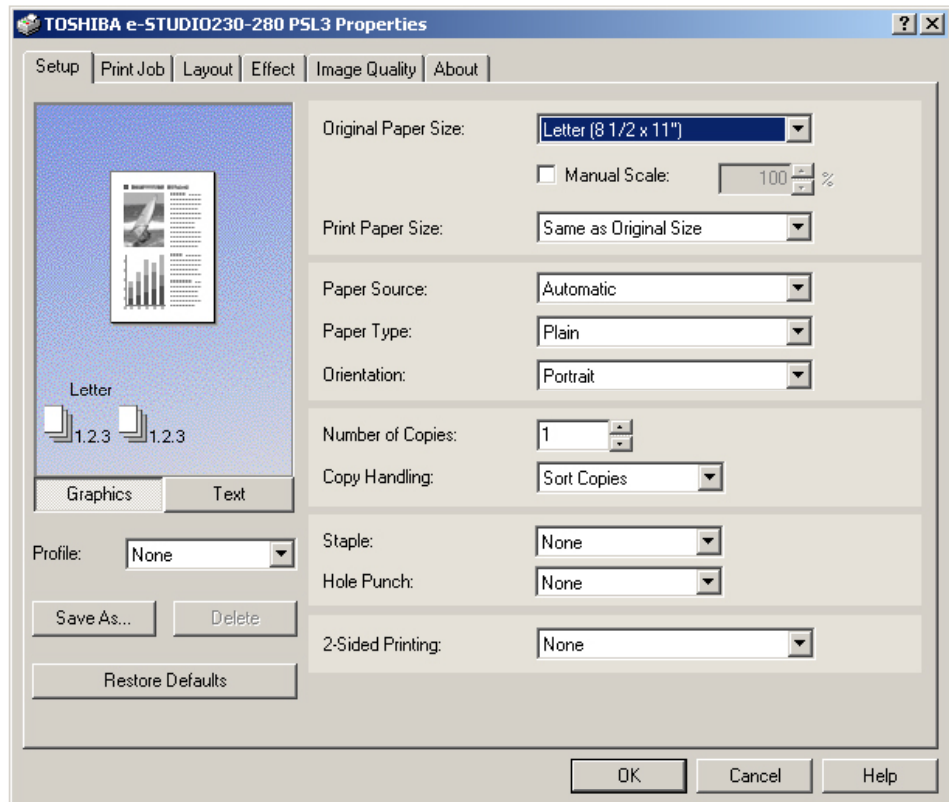 TOSHIBA e-STUDIO230-280 PSL3 Properties
Setup Print Job Layout Effect Image Quality About
Original Paper Size: Letter (8 1/2 x 11")
Manual Scale: 100 %
Print Paper Size: Same as Original Size
Paper Source: Automatic
Paper Type: Plain
Orientation: Portrait
Letter
1.2.3 1.2.3
Number of Copies: 1
Copy Handling: Sort Copies
Graphics Text
Staple: None
Profile: None
Hole Punch: None
Save As... Delete
2-Sided Printing: None
Restore Defaults
OK Cancel Help